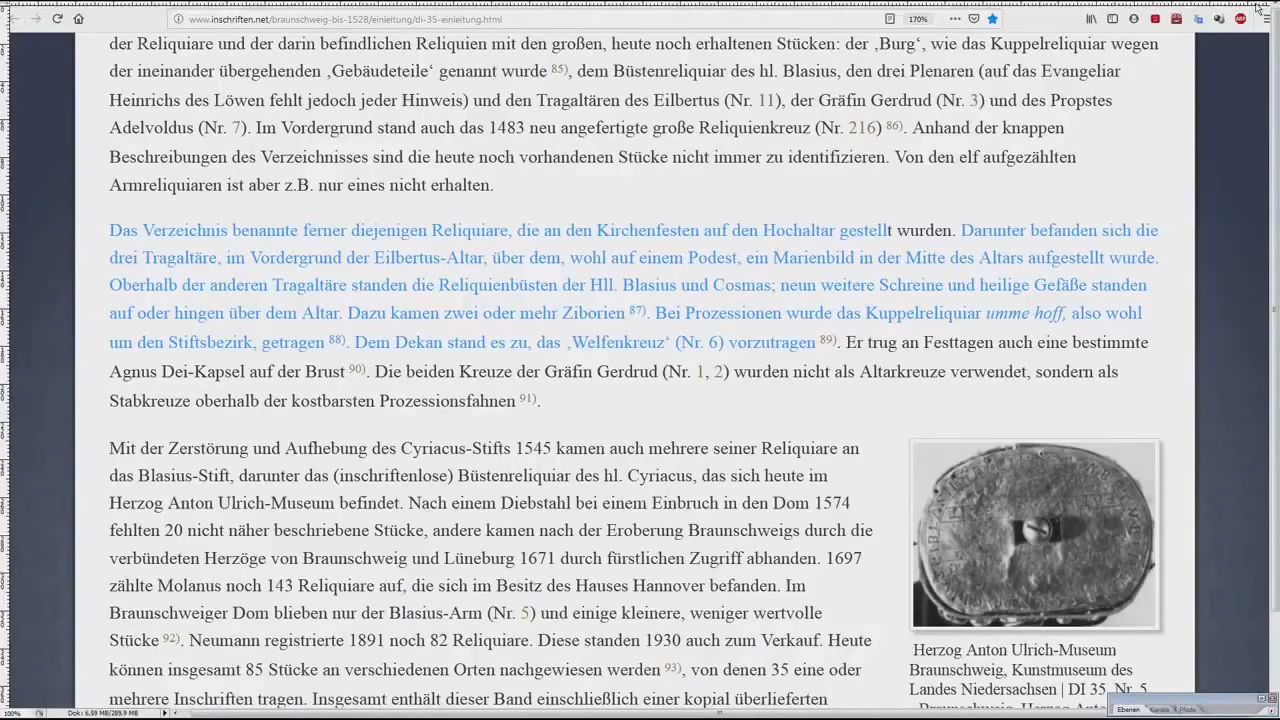 www.inschriften.net/braunschweig-bis-1528/einleitung/di-35-einleitung.html
170%
der Reliquiare und der darin befindlichen Reliquien mit den großen, heute noch erhaltenen Stücken: der ‚Burg‘, wie das Kuppelreliquiar wegen
der ineinander übergehenden ‚Gebäudeteile‘ genannt wurde 85), dem Büstenreliquiar des hl. Blasius, den drei Plenaren (auf das Evangeliar
Heinrichs des Löwen fehlt jedoch jeder Hinweis) und den Tragaltären des Eilbertus (Nr. 11), der Gräfin Gerdrud (Nr. 3) und des Propstes
Adelvoldus (Nr. 7). Im Vordergrund stand auch das 1483 neu angefertigte große Reliquienkreuz (Nr. 216) 86). Anhand der knappen
Beschreibungen des Verzeichnisses sind die heute noch vorhandenen Stücke nicht immer zu identifizieren. Von den elf aufgezählten
Armreliquiaren ist aber z.B. nur eines nicht erhalten.
Das Verzeichnis benannte ferner diejenigen Reliquiare, die an den Kirchenfesten auf den Hochaltar gestellt wurden. Darunter befanden sich die
drei Tragaltäre, im Vordergrund der Eilbertus-Altar, über dem, wohl auf einem Podest, ein Marienbild in der Mitte des Altars aufgestellt wurde.
Oberhalb der anderen Tragaltäre standen die Reliquienbüsten der Hll. Blasius und Cosmas; neun weitere Schreine und heilige Gefäße standen
auf oder hingen über dem Altar. Dazu kamen zwei oder mehr Ziborien 87). Bei Prozessionen wurde das Kuppelreliquiar umme hoff, also wohl
um den Stiftsbezirk, getragen 88). Dem Dekan stand es zu, das ‚Welfenkreuz‘ (Nr. 6) vorzutragen 89). Er trug an Festtagen auch eine bestimmte
Agnus Dei-Kapsel auf der Brust 90). Die beiden Kreuze der Gräfin Gerdrud (Nr. 1, 2) wurden nicht als Altarkreuze verwendet, sondern als
Stabkreuze oberhalb der kostbarsten Prozessionsfahnen 91).
Mit der Zerstörung und Aufhebung des Cyriacus-Stifts 1545 kamen auch mehrere seiner Reliquiare an
das Blasius-Stift, darunter das (inschriftenlose) Büstenreliquiar des hl. Cyriacus, das sich heute im
Herzog Anton Ulrich-Museum befindet. Nach einem Diebstahl bei einem Einbruch in den Dom 1574
fehlten 20 nicht näher beschriebene Stücke, andere kamen nach der Eroberung Braunschweigs durch die
verbündeten Herzöge von Braunschweig und Lüneburg 1671 durch fürstlichen Zugriff abhanden. 1697
zählte Molanus noch 143 Reliquiare auf, die sich im Besitz des Hauses Hannover befanden. Im
Braunschweiger Dom blieben nur der Blasius-Arm (Nr. 5) und einige kleinere, weniger wertvolle
Stücke 92). Neumann registrierte 1891 noch 82 Reliquiare. Diese standen 1930 auch zum Verkauf. Heute
können insgesamt 85 Stücke an verschiedenen Orten nachgewiesen werden 93), von denen 35 eine oder
mehrere Inschriften tragen. Insgesamt enthält dieser Band einschließlich einer kopial überlieferten
Herzog Anton Ulrich-Museum
Braunschweig, Kunstmuseum des
Landes Niedersachsen | DI 35, Nr. 5
Ebenen Kanäle Pfade
100% Dok: 6,59 MB/289,9 MB